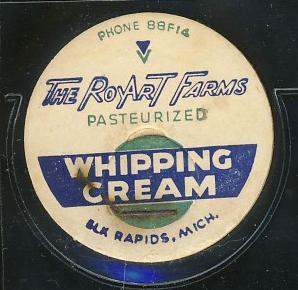 PHONE 88F14
THE ROYART FARMS
PASTEURIZED
WHIPPING
CREAM
ELK RAPIDS, MICH.